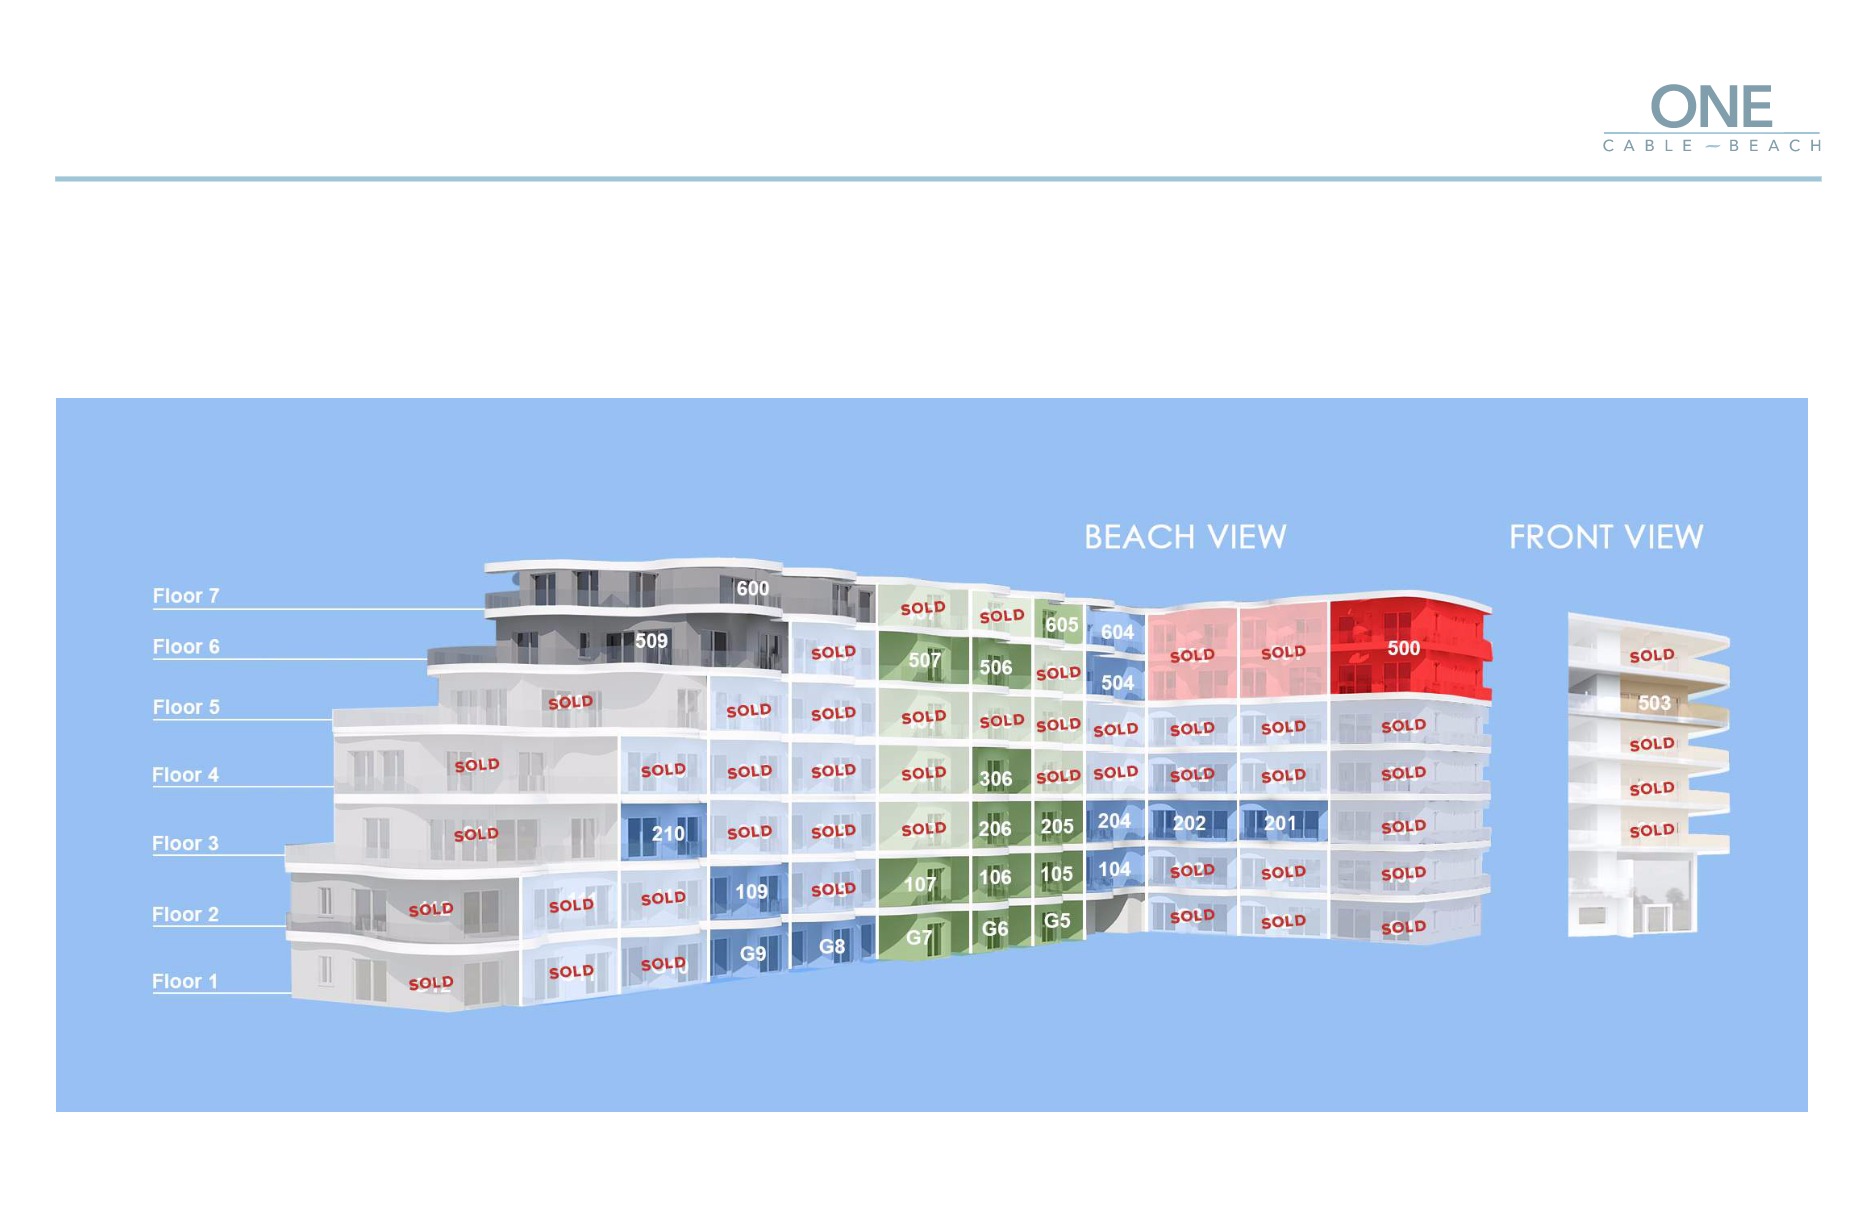 ONE
CABLE BEACH
BEACH VIEW FRONT VIEW
Floor 7 600 SOLD SOLD 605 604
Floor 6 509 SOLD 507 506 SOLD 504 SOLD SOLD 500 SOLD
Floor 5 SOLD SOLD SOLD SOLD SOLD SOLD SOLD SOLD SOLD SOLD 503
Floor 4 SOLD SOLD SOLD SOLD SOLD 306 SOLD SOLD SOLD SOLD SOLD SOLD
Floor 3 SOLD 210 SOLD SOLD SOLD 206 205 204 202 201 SOLD SOLD
Floor 2 SOLD SOLD SOLD 109 SOLD 107 106 105 104 SOLD SOLD SOLD SOLD
Floor 1 SOLD SOLD SOLD G9 G8 G7 G6 G5 SOLD SOLD SOLD